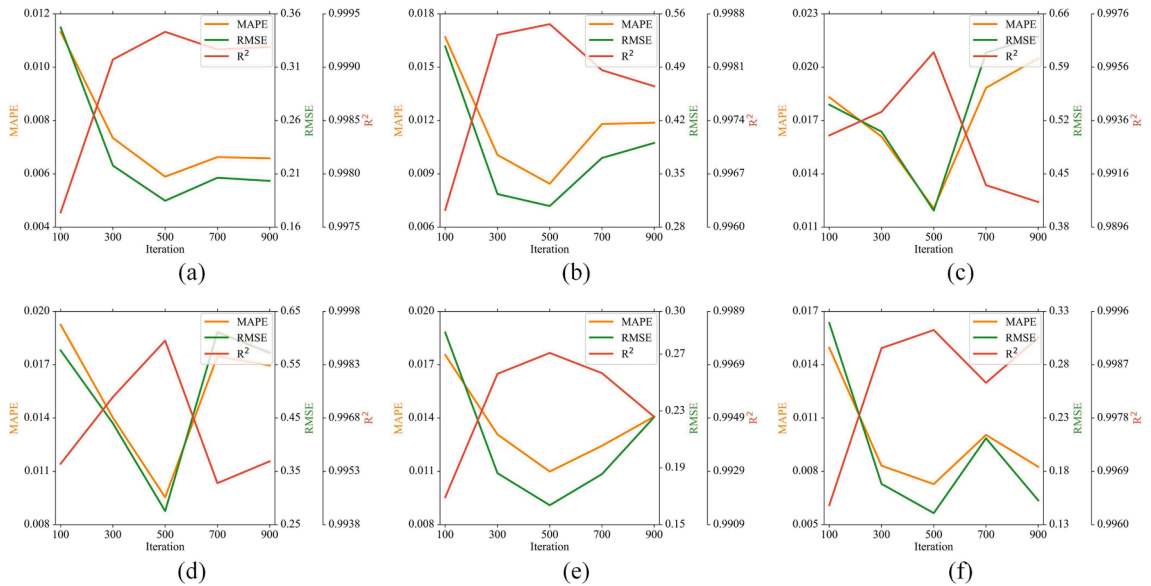 0.012 0.36 0.9995
0.010 0.31 0.9990
0.008 0.26 0.9985
0.006 0.21 0.9980
0.004 0.16 0.9975
MAPE
RMSE
R²
MAPE
RMSE
R²
100 300 500 700 900
Iteration
(a)
0.018 0.56 0.9988
0.015 0.49 0.9981
0.012 0.42 0.9974
0.009 0.35 0.9967
0.006 0.28 0.9960
MAPE
RMSE
R²
MAPE
RMSE
R²
100 300 500 700 900
Iteration
(b)
0.023 0.66 0.9976
0.020 0.59 0.9956
0.017 0.52 0.9936
0.014 0.45 0.9916
0.011 0.38 0.9896
MAPE
RMSE
R²
MAPE
RMSE
R²
100 300 500 700 900
Iteration
(c)
0.020 0.65 0.9998
0.017 0.55 0.9983
0.014 0.45 0.9968
0.011 0.35 0.9953
0.008 0.25 0.9938
MAPE
RMSE
R²
MAPE
RMSE
R²
100 300 500 700 900
Iteration
(d)
0.020 0.30 0.9989
0.017 0.27 0.9969
0.014 0.23 0.9949
0.011 0.19 0.9929
0.008 0.15 0.9909
MAPE
RMSE
R²
MAPE
RMSE
R²
100 300 500 700 900
Iteration
(e)
0.017 0.33 0.9996
0.014 0.28 0.9987
0.011 0.23 0.9978
0.008 0.18 0.9969
0.005 0.13 0.9960
MAPE
RMSE
R²
MAPE
RMSE
R²
100 300 500 700 900
Iteration
(f)